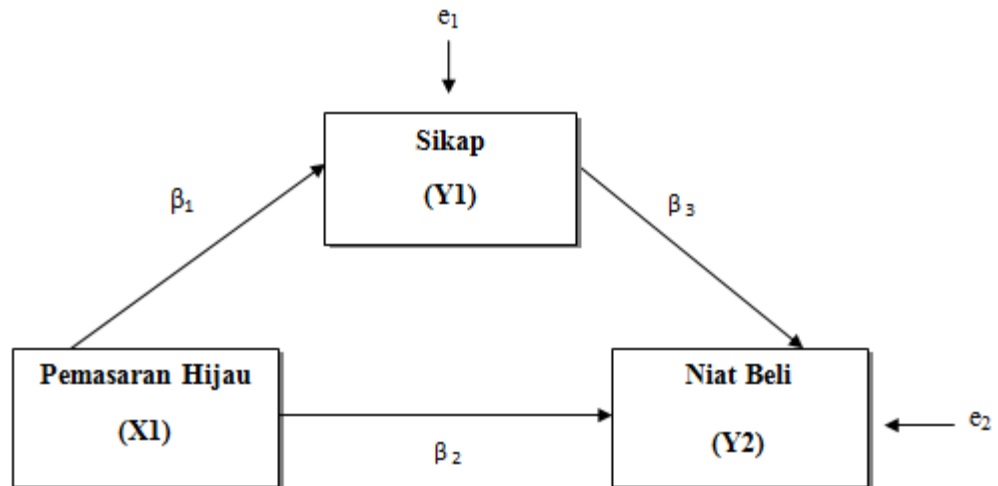 e₁
Sikap
(Y1)
β₁
β₃
Pemasaran Hijau
(X1)
Niat Beli
(Y2)
e₂
β₂